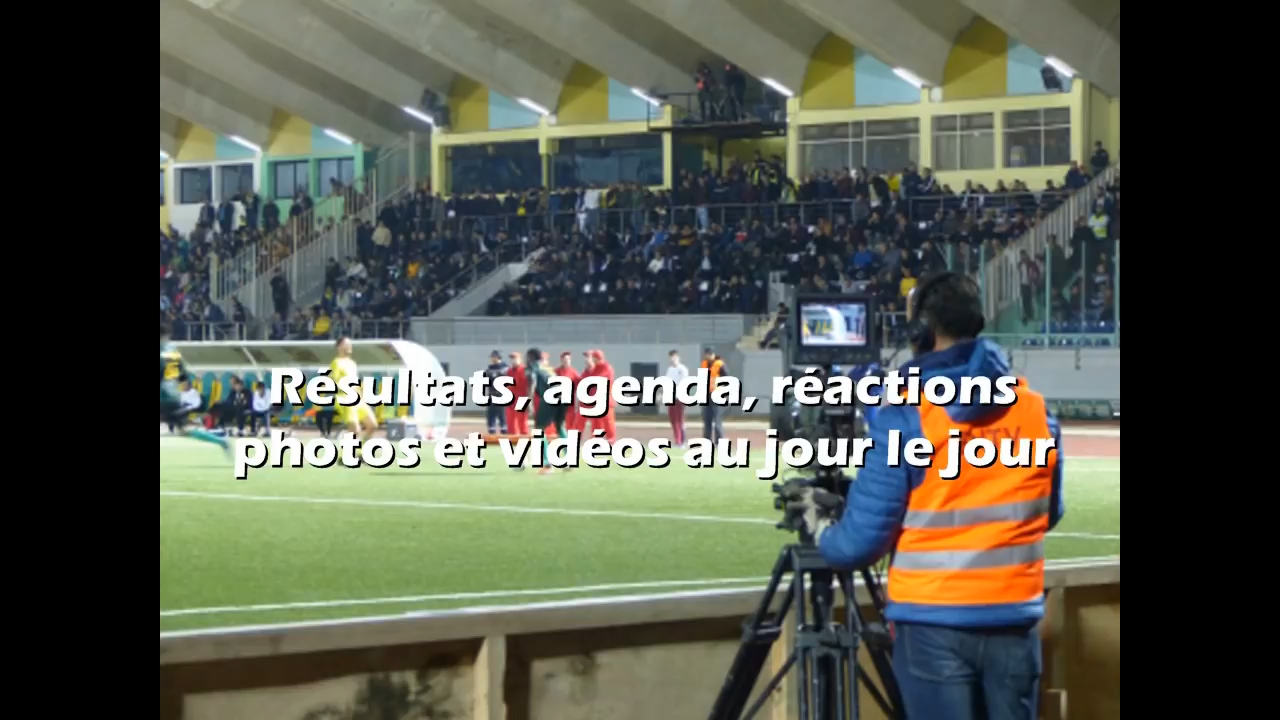 Résultats, agenda, réactions
photos et vidéos au jour le jour